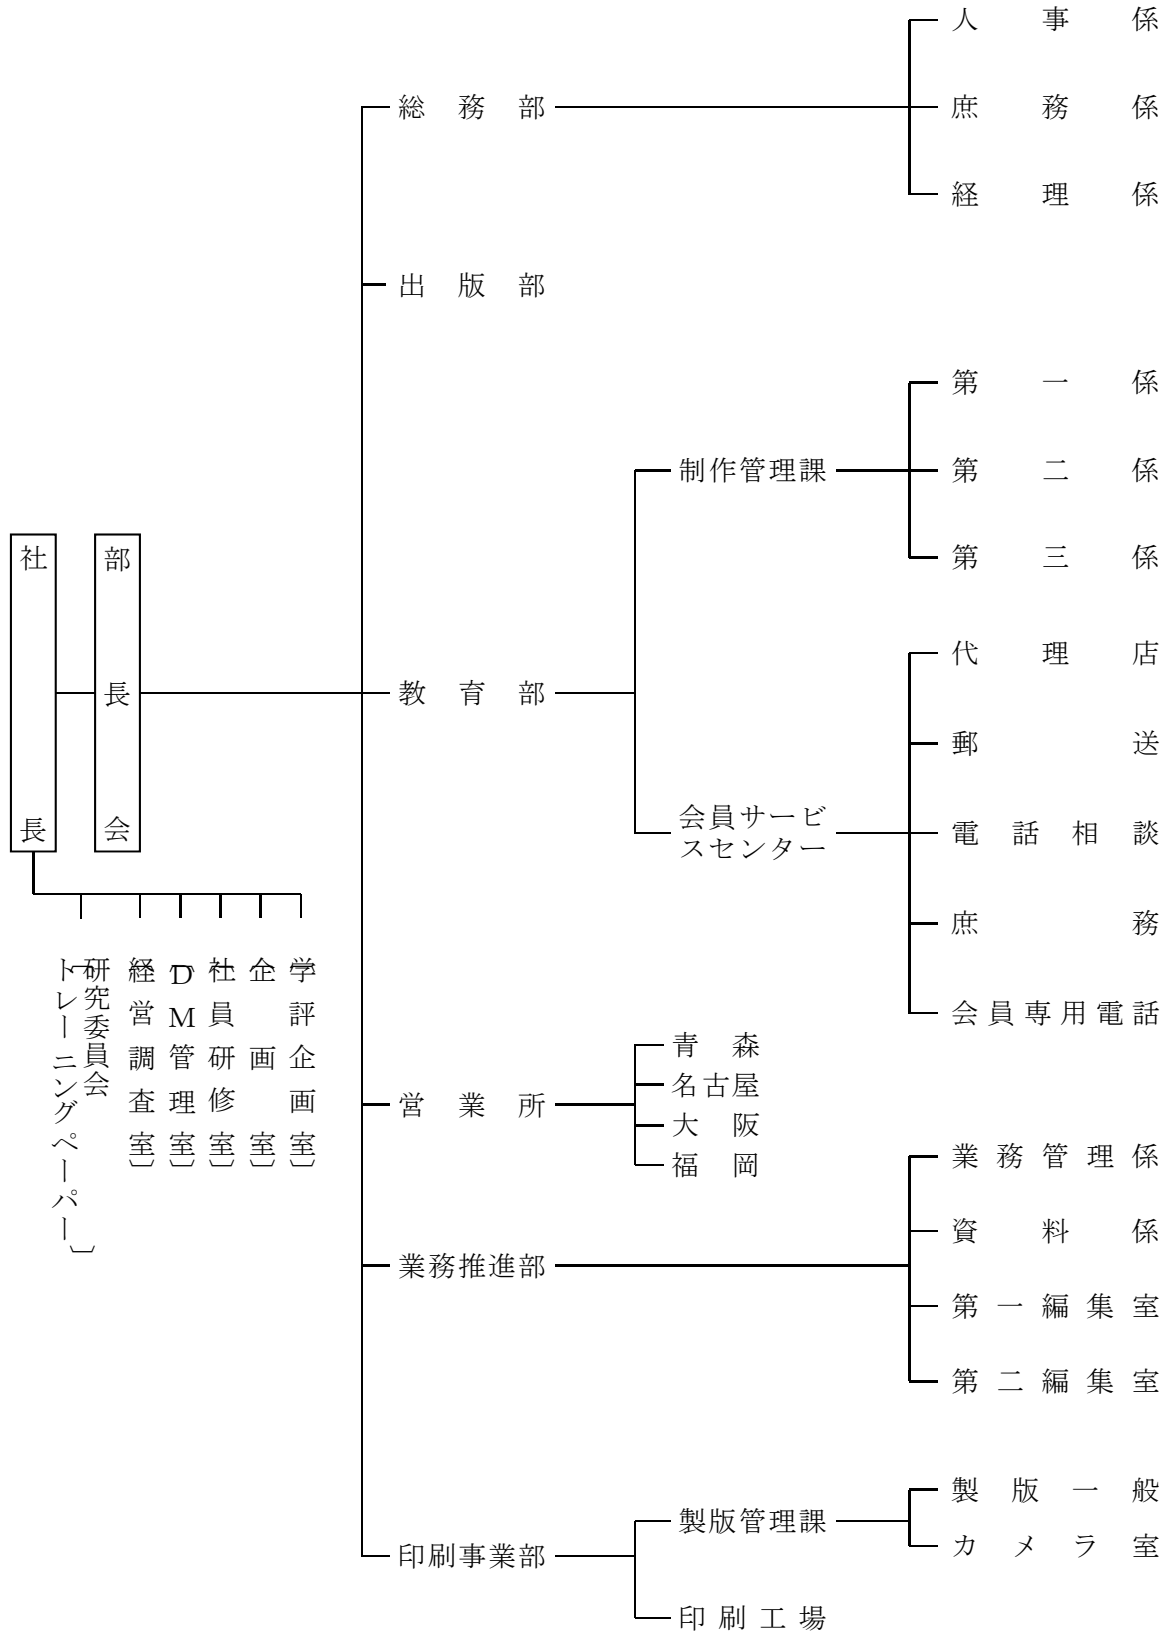 人事係
総務部
庶務係
経理係
出版部
第一係
制作管理課
第二係
第三係
社長
部長会
教育部
代理店
郵送
会員サービ
スセンター
電話相談
庶務
会員専用電話
学評企画室〕
企画室〕
社員研修室〕
DM管理室〕
経営調査室〕
研究委員会
トレーニングペーパー〕
営業所
青森
名古屋
大阪
福岡
業務管理係
資料係
業務推進部
第一編集室
第二編集室
製版一般
製版管理課
カメラ室
印刷事業部
印刷工場